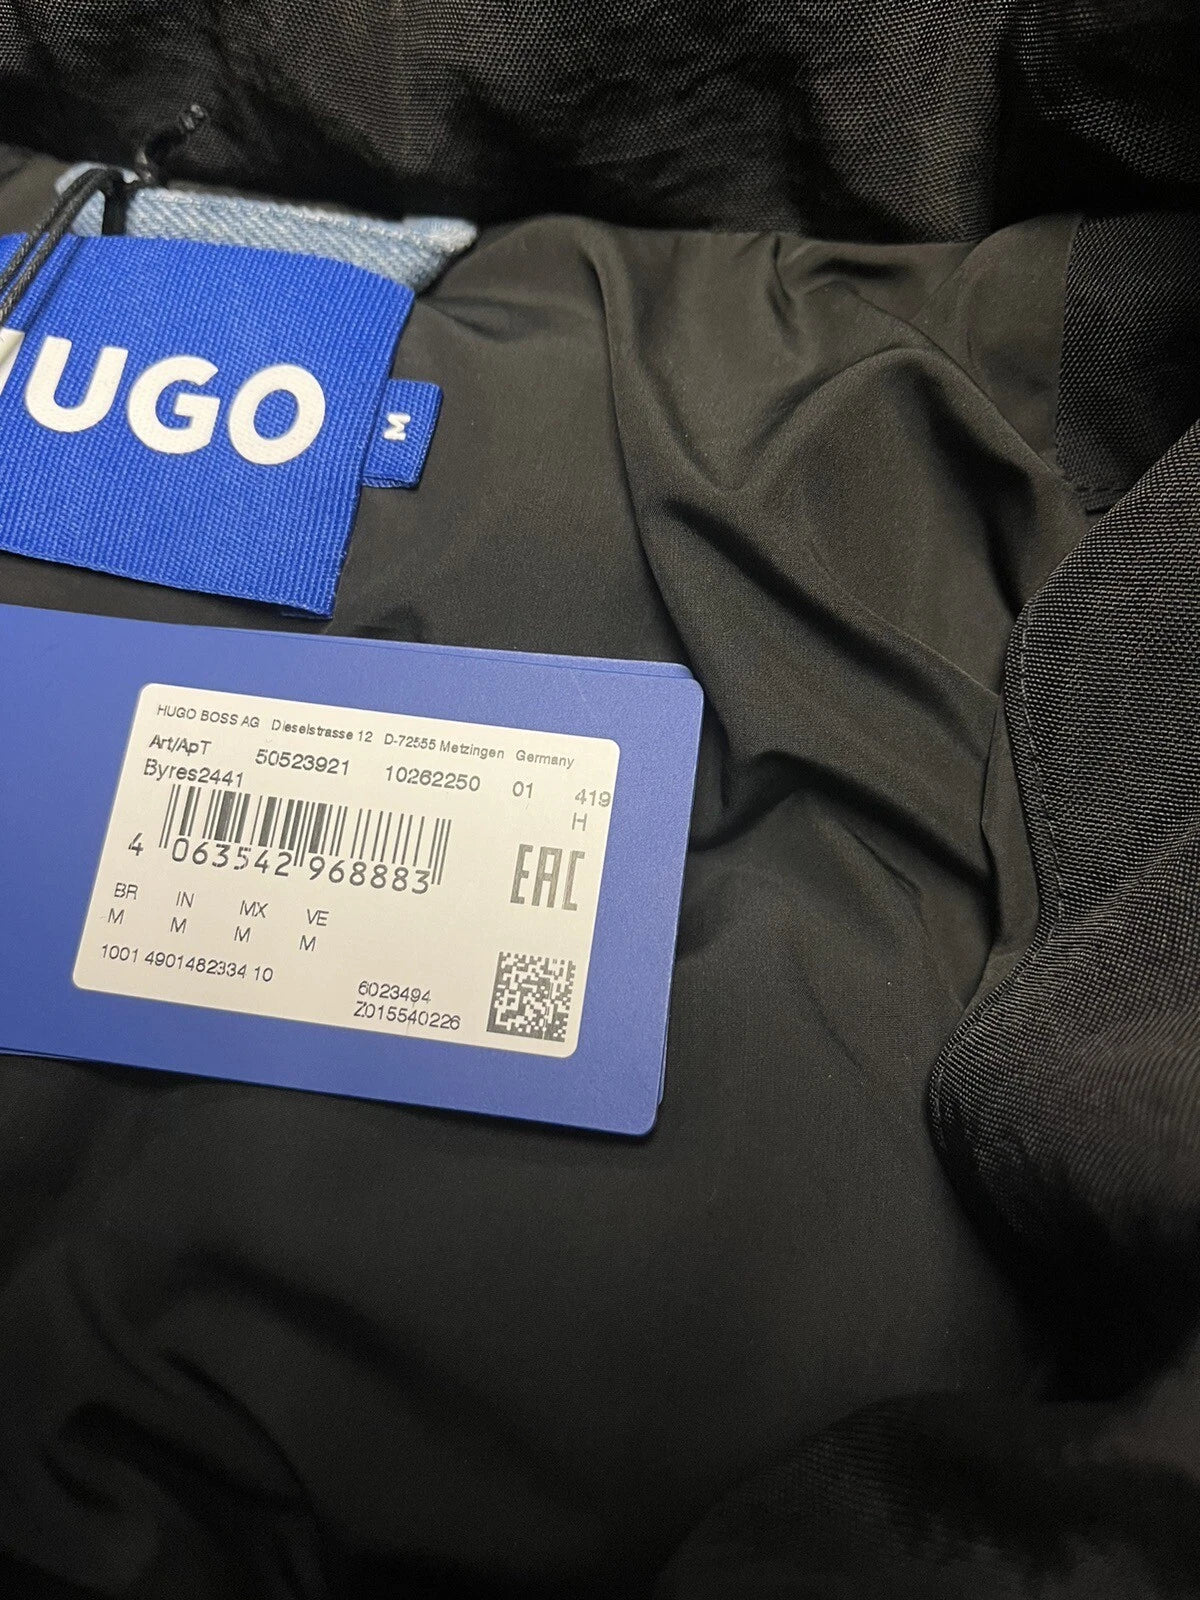 HUGO
M
HUGO BOSS AG Dieselstrasse 12 D-72555 Metzingen Germany
Art/ApT 50523921 10262250 01 419
Byres2441 H
4 063542 968883
EAC
BR IN MX VE
M M M M
1001 4901482334 10
6023494
Z015540226